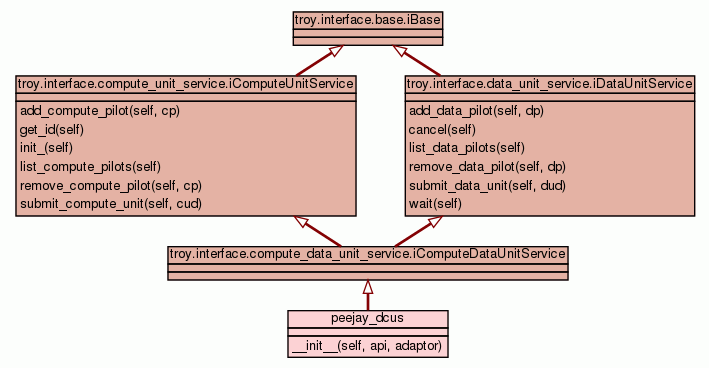 troy.interface.base.iBase
troy.interface.compute_unit_service.iComputeUnitService
add_compute_pilot(self, cp)
get_id(self)
init_(self)
list_compute_pilots(self)
remove_compute_pilot(self, cp)
submit_compute_unit(self, cud)
troy.interface.data_unit_service.iDataUnitService
add_data_pilot(self, dp)
cancel(self)
list_data_pilots(self)
remove_data_pilot(self, dp)
submit_data_unit(self, dud)
wait(self)
troy.interface.compute_data_unit_service.iComputeDataUnitService
peejay_dcus
__init__(self, api, adaptor)